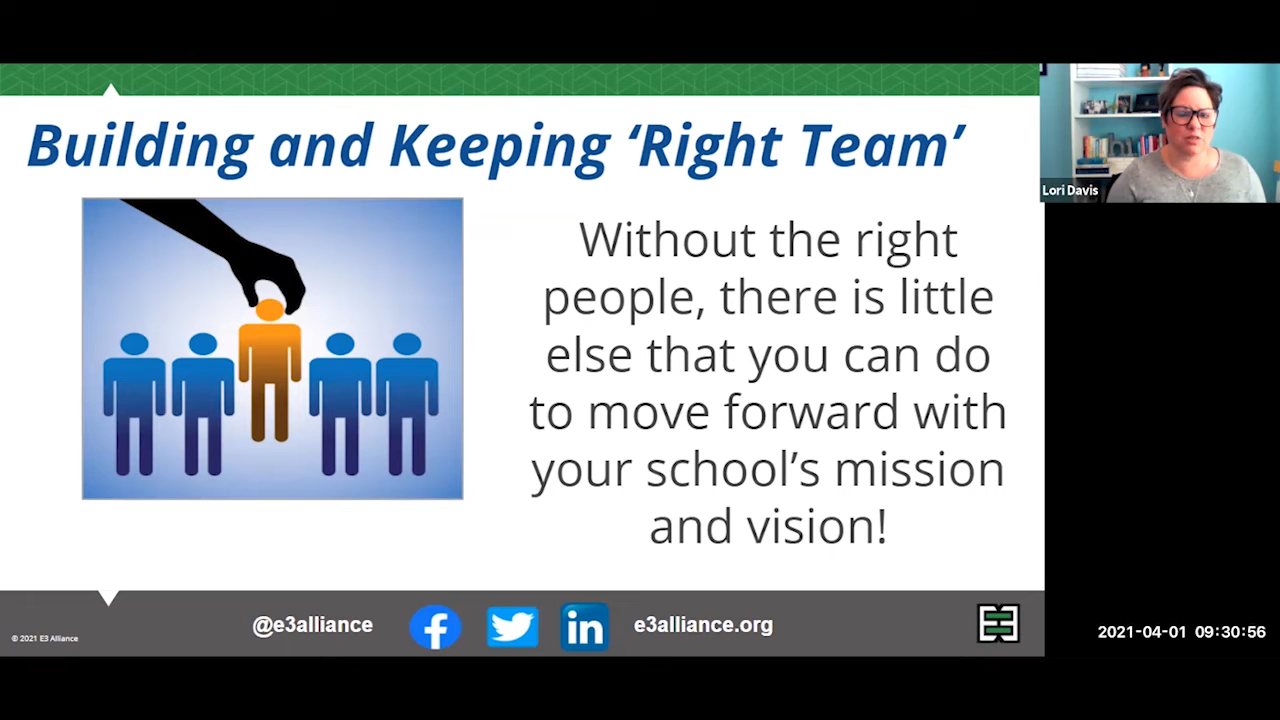 Building and Keeping ‘Right Team’
Lori Davis
Without the right
people, there is little
else that you can do
to move forward with
your school’s mission
and vision!
© 2021 E3 Alliance
@e3alliance
e3alliance.org
2021-04-01 09:30:56